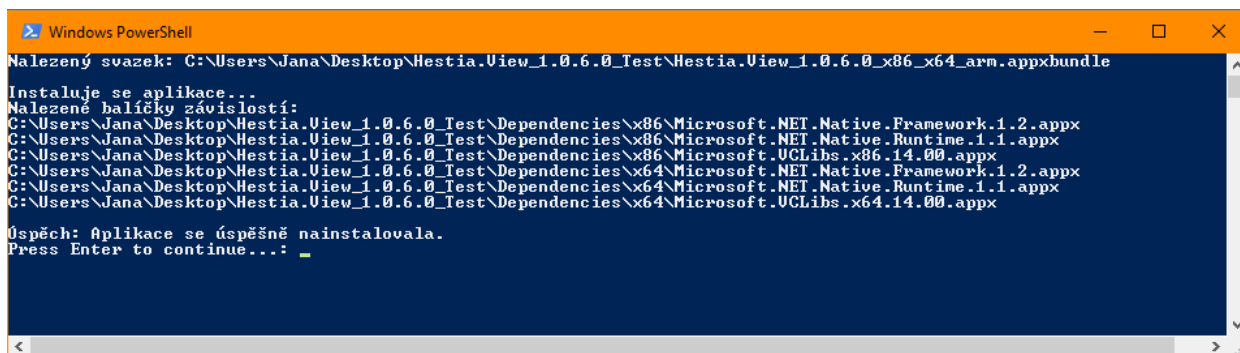 Windows PowerShell
Nalezený svazek: C:\Users\Jana\Desktop\Hestia.View_1.0.6.0_Test\Hestia.View_1.0.6.0_x86_x64_arm.appxbundle
Instaluje se aplikace...
Nalezené balíčky závislostí:
C:\Users\Jana\Desktop\Hestia.View_1.0.6.0_Test\Dependencies\x86\Microsoft.NET.Native.Framework.1.2.appx
C:\Users\Jana\Desktop\Hestia.View_1.0.6.0_Test\Dependencies\x86\Microsoft.NET.Native.Runtime.1.1.appx
C:\Users\Jana\Desktop\Hestia.View_1.0.6.0_Test\Dependencies\x86\Microsoft.VCLibs.x86.14.00.appx
C:\Users\Jana\Desktop\Hestia.View_1.0.6.0_Test\Dependencies\x64\Microsoft.NET.Native.Framework.1.2.appx
C:\Users\Jana\Desktop\Hestia.View_1.0.6.0_Test\Dependencies\x64\Microsoft.NET.Native.Runtime.1.1.appx
C:\Users\Jana\Desktop\Hestia.View_1.0.6.0_Test\Dependencies\x64\Microsoft.VCLibs.x64.14.00.appx
Úspěch: Aplikace se úspěšně nainstalovala.
Press Enter to continue...: